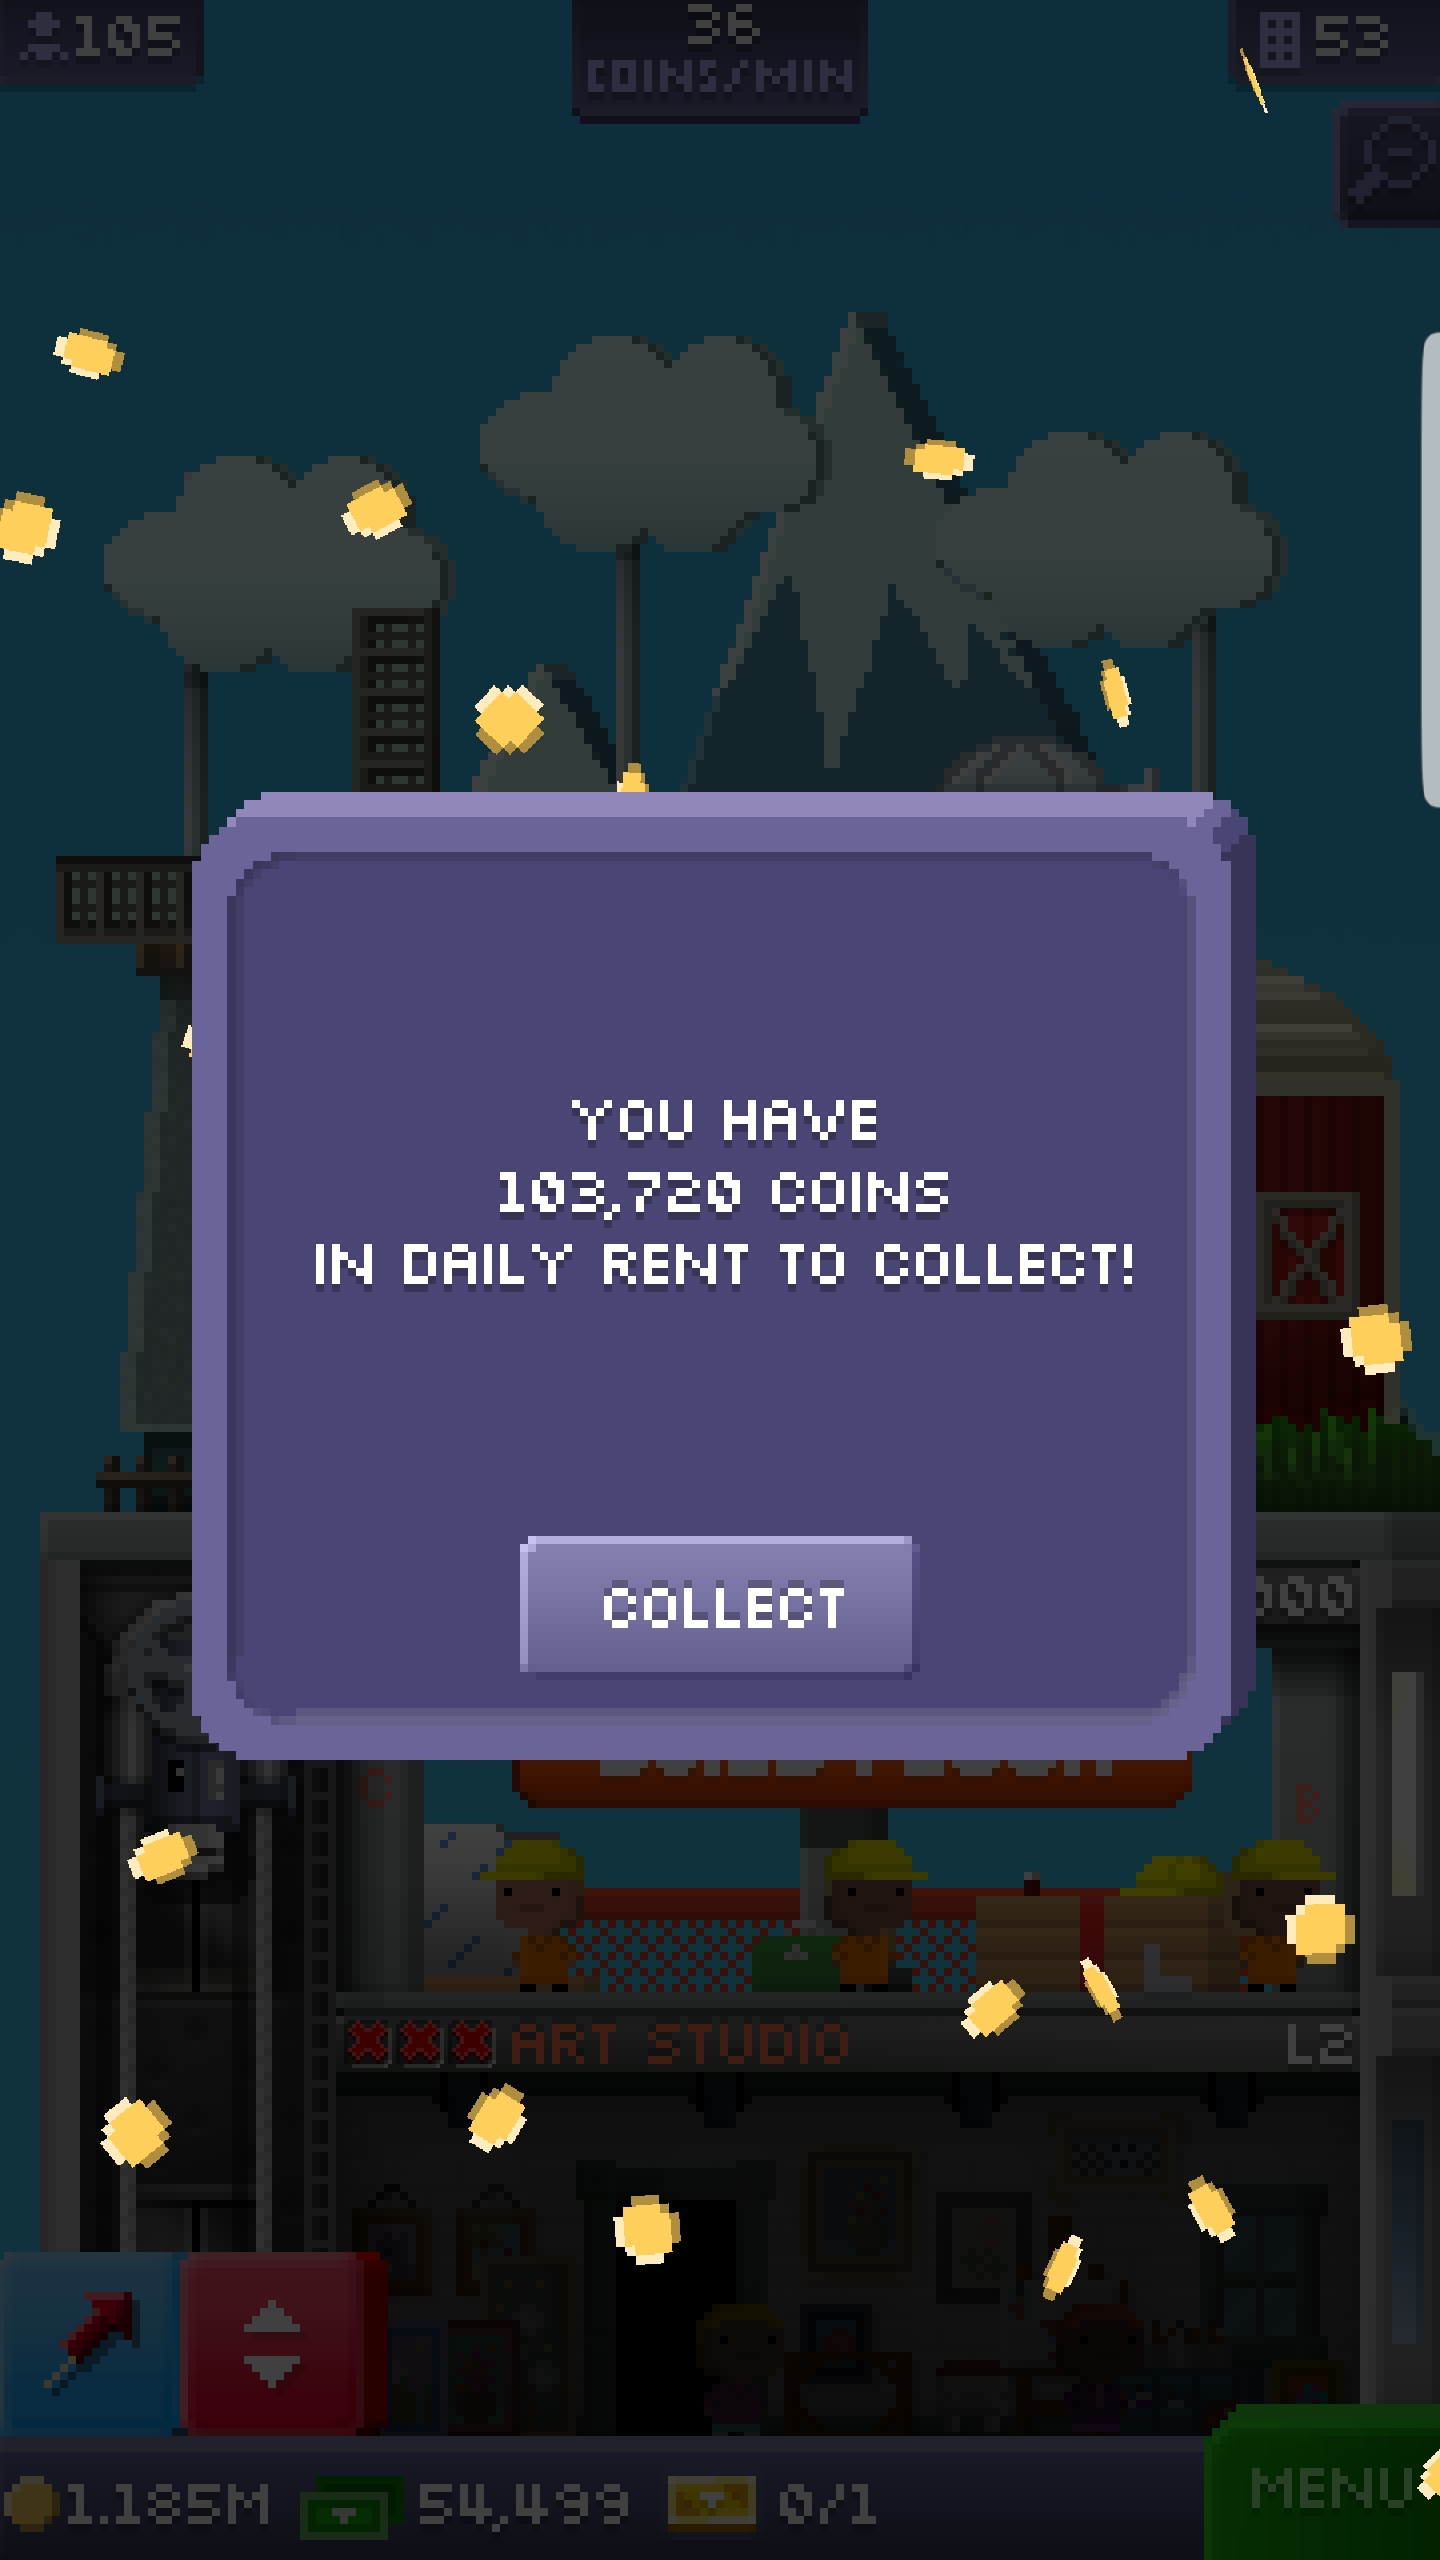 105
36
COINS/MIN
53
YOU HAVE
103,720 COINS
IN DAILY RENT TO COLLECT!
COLLECT
000
C
B
ART STUDIO
L2
1.185M
54,499
0/1
MENU